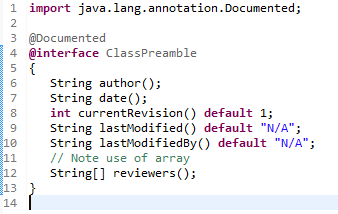 1 import java.lang.annotation.Documented;
2
3 @Documented
4 @interface ClassPreamble
5 {
6 String author();
7 String date();
8 int currentRevision() default 1;
9 String lastModified() default "N/A";
10 String lastModifiedBy() default "N/A";
11 // Note use of array
12 String[] reviewers();
13 }
14